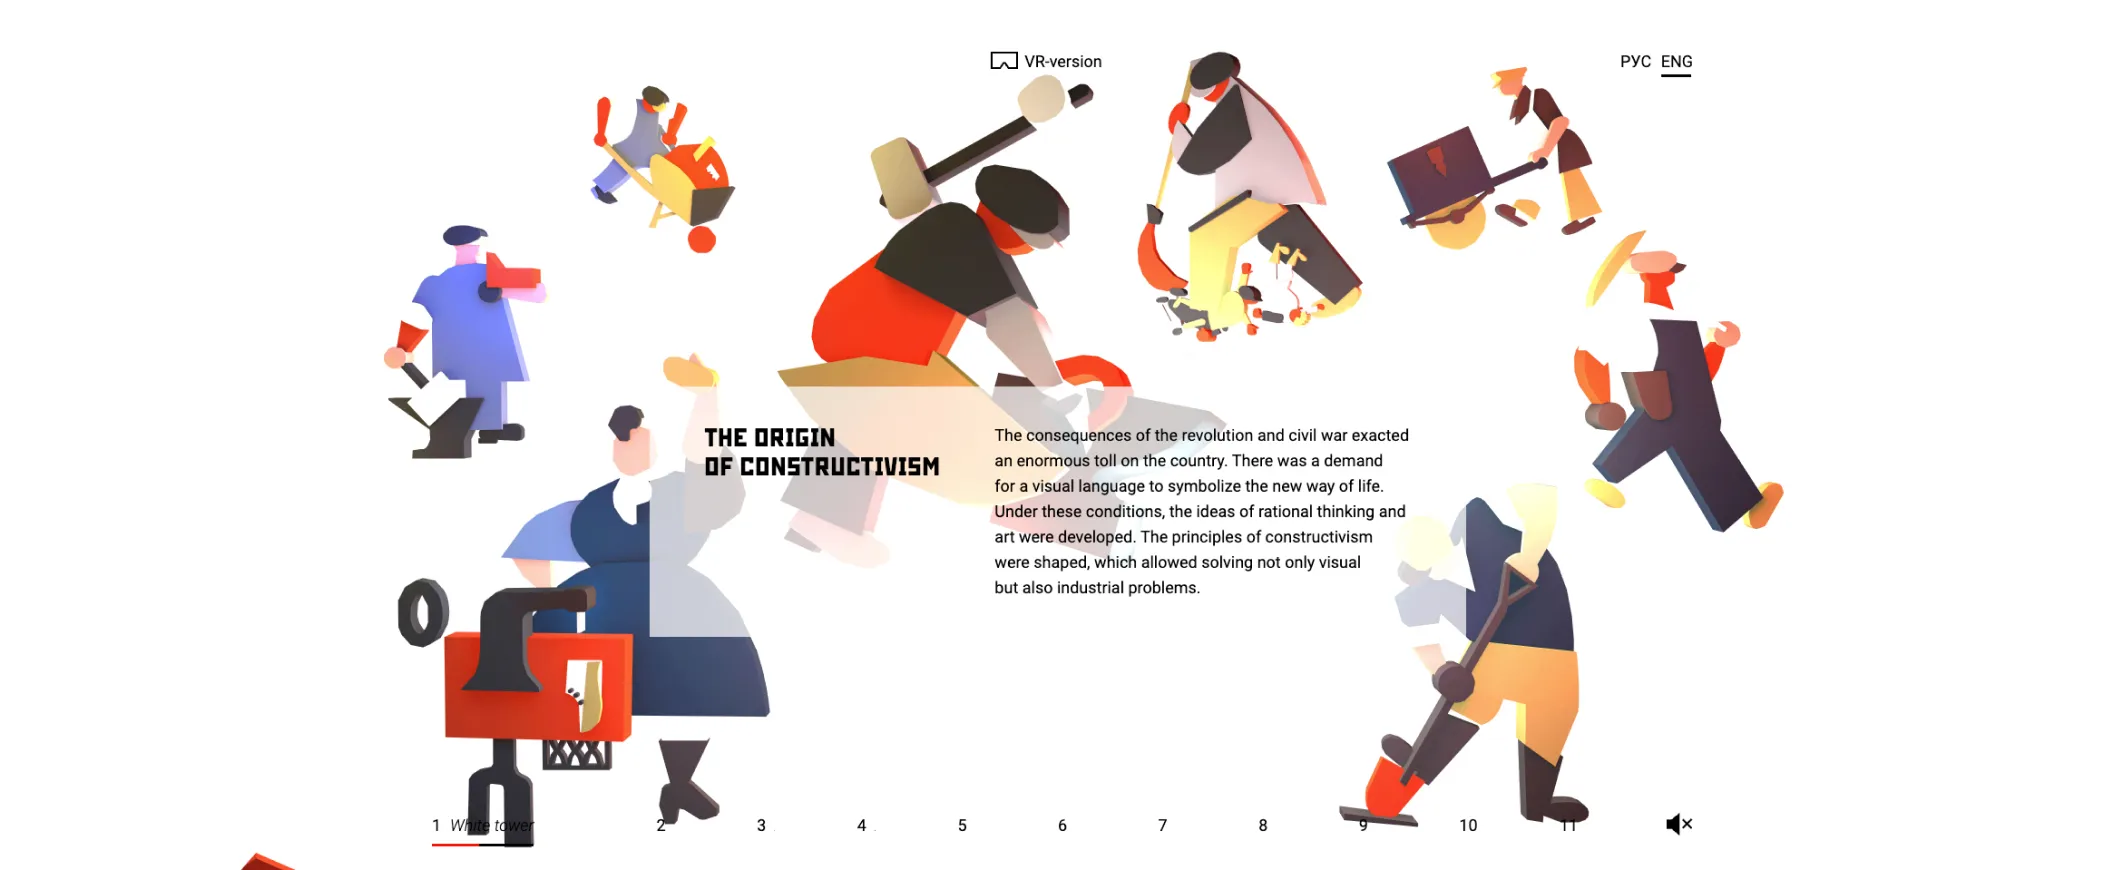 VR-version
РУС ENG
THE ORIGIN
OF CONSTRUCTIVISM
The consequences of the revolution and civil war exacted
an enormous toll on the country. There was a demand
for a visual language to symbolize the new way of life.
Under these conditions, the ideas of rational thinking and
art were developed. The principles of constructivism
were shaped, which allowed solving not only visual
but also industrial problems.
1 White tower 2 3 4 5 6 7 8 9 10 11